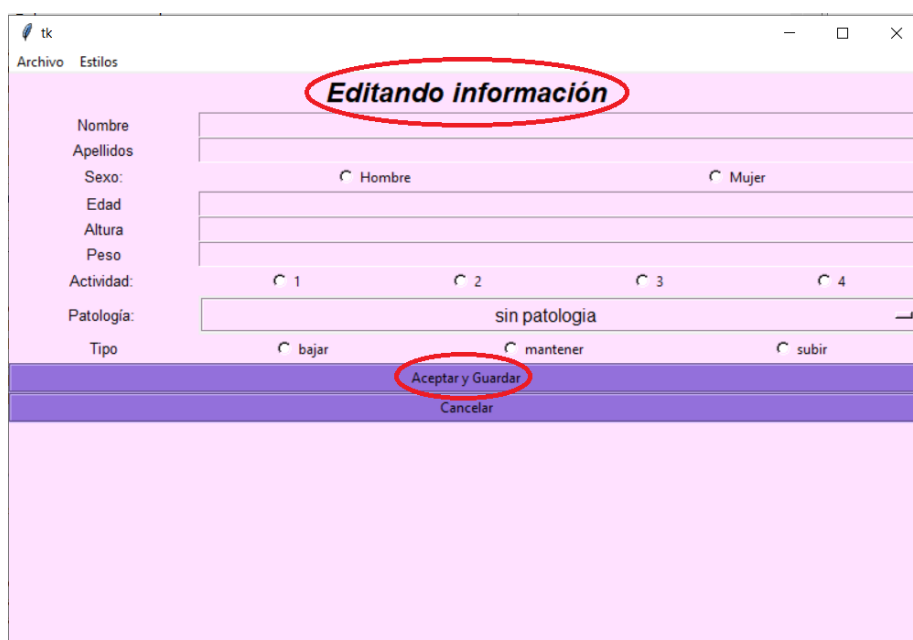 tk
Archivo Estilos
Editando información
Nombre
Apellidos
Sexo: Hombre Mujer
Edad
Altura
Peso
Actividad: 1 2 3 4
Patología: sin patologia
Tipo bajar mantener subir
Aceptar y Guardar
Cancelar